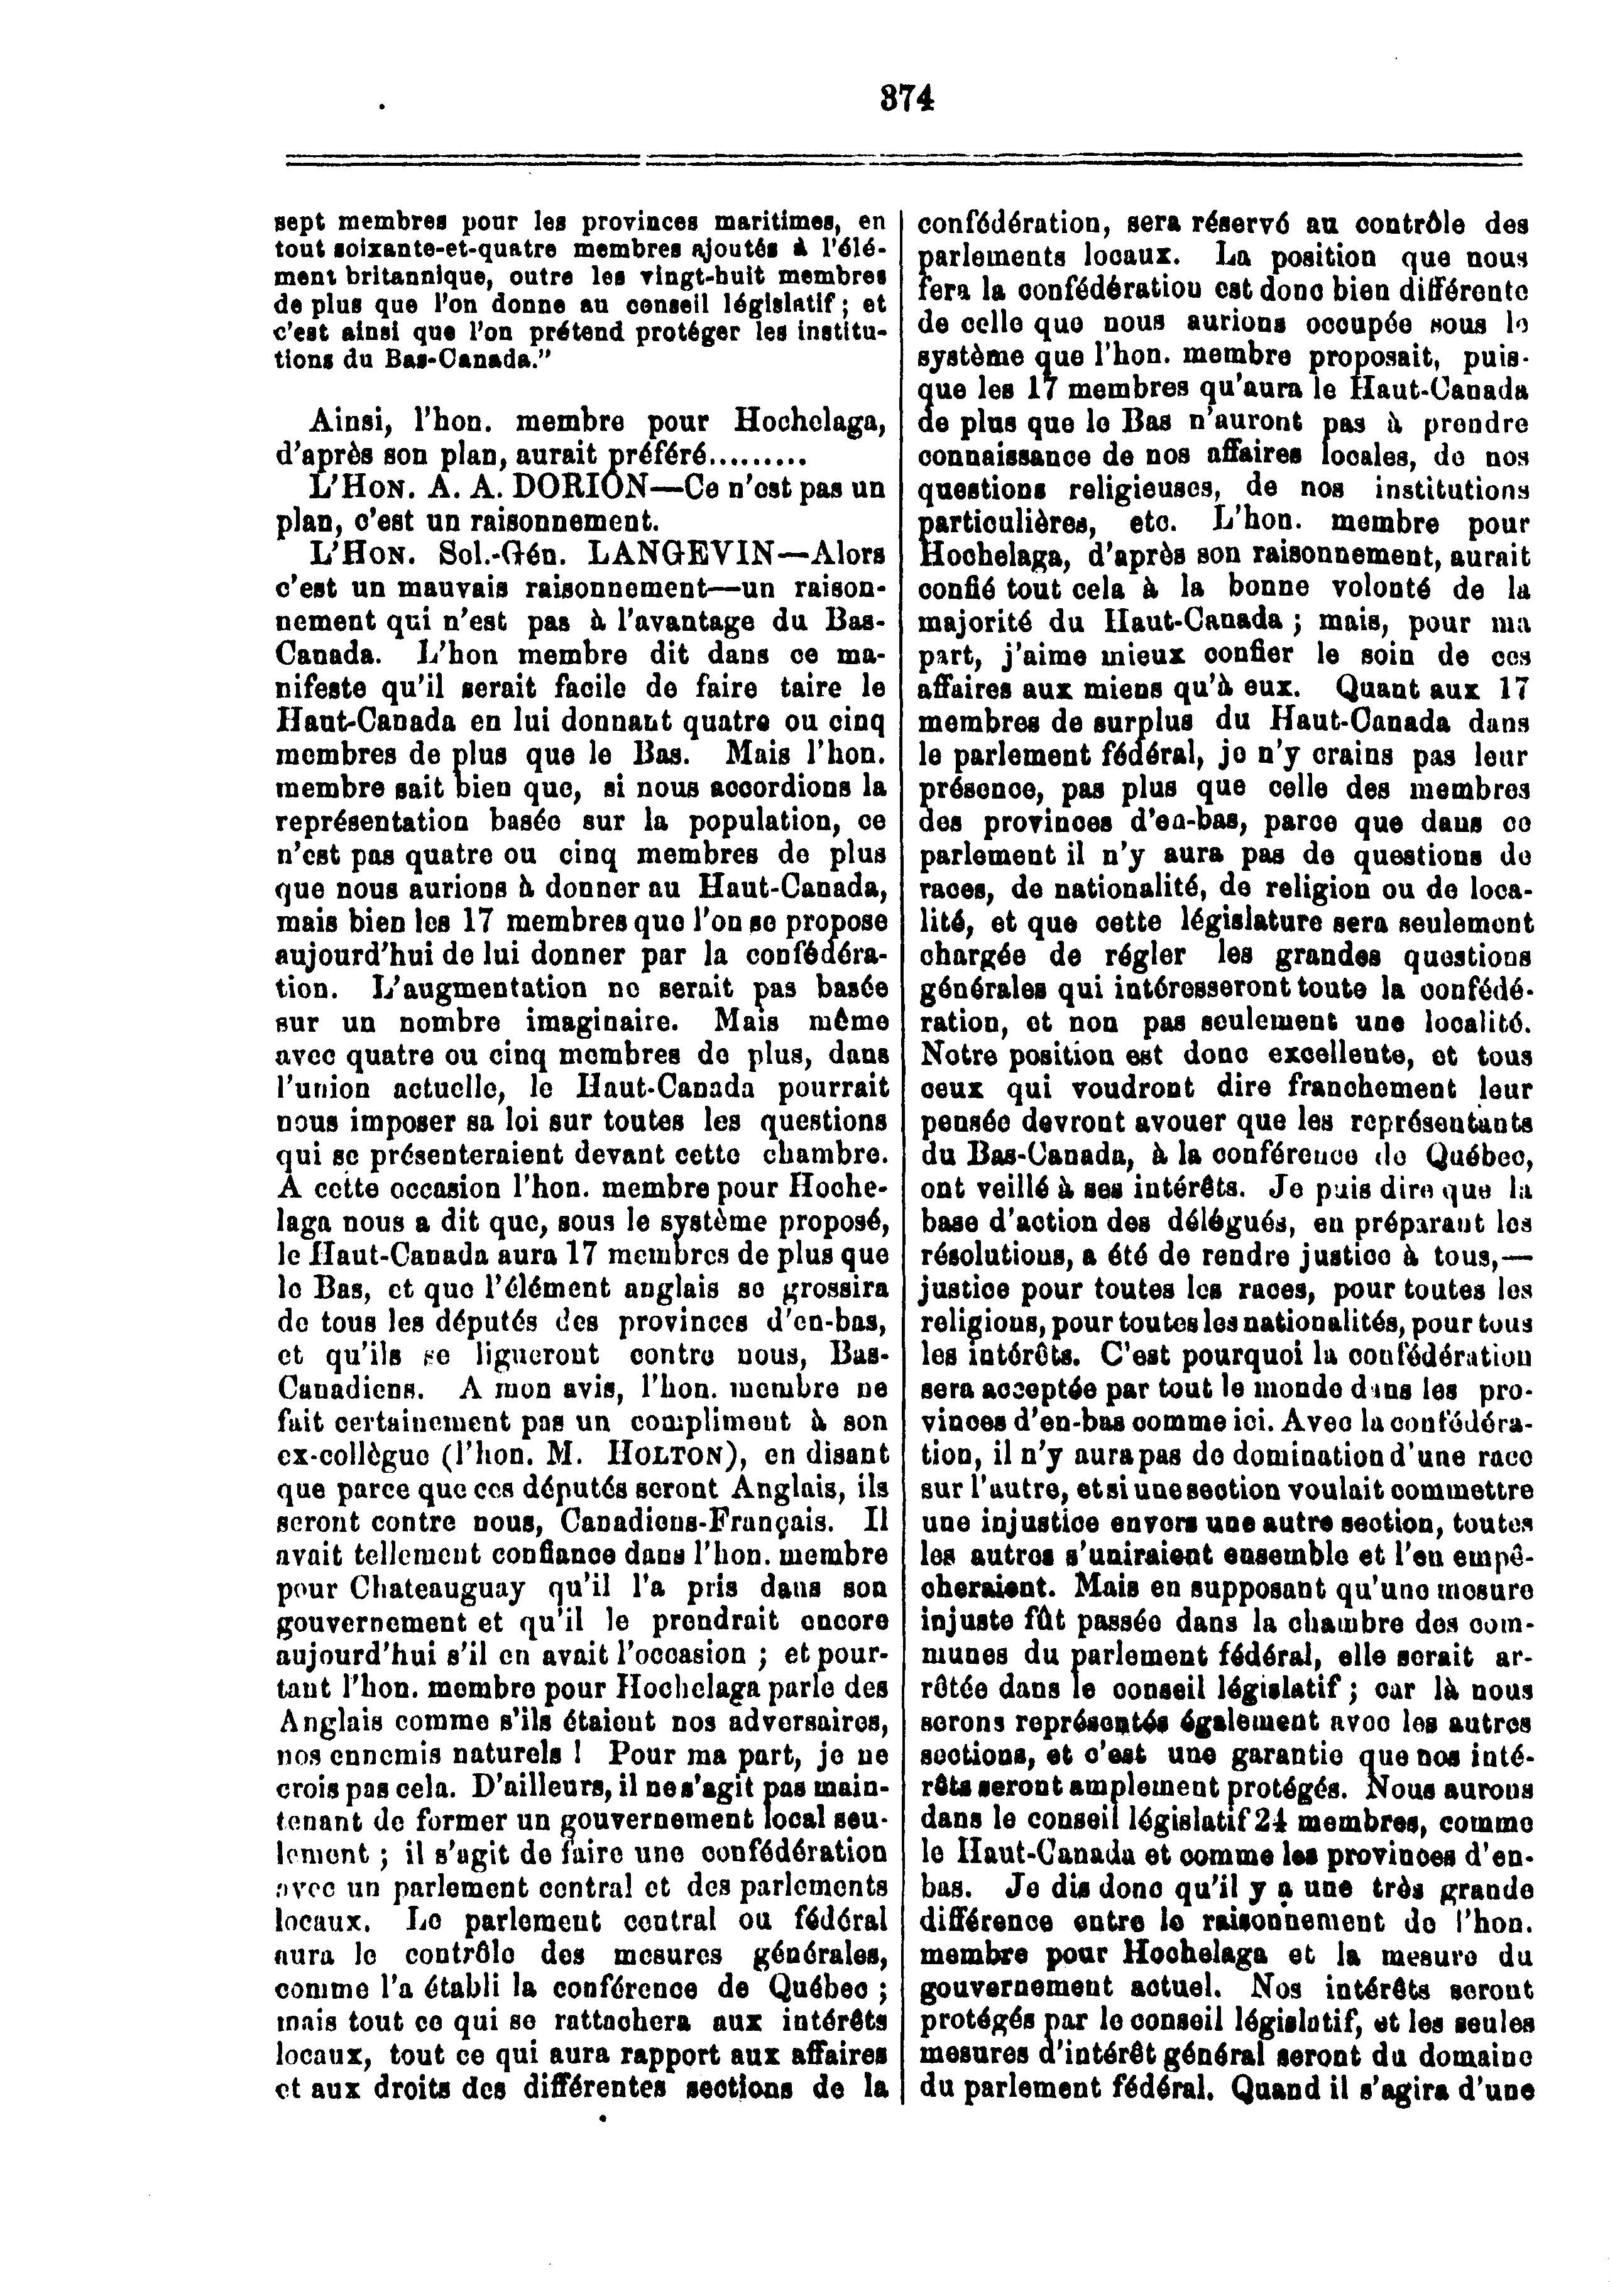 374
sept membres pour les provinces maritimes, en
tout soixante-et-quatre membres ajoutés à l'élé-
ment britannique, outre les vingt-huit membres
de plus que l'on donne au conseil législatif ; et
c'est ainsi que l'on prétend protéger les institu-
tions du Bas-Canada."
Ainsi, l'hon. membre pour Hochelaga,
d'après son plan, aurait préféré.........
L'HON. A. A. DORION—Ce n'est pas un
plan, c'est un raisonnement.
L'HON. Sol.-Gén. LANGEVIN—Alors
c'est un mauvais raisonnement—un raison-
nement qui n'est pas à l'avantage du Bas-
Canada. L'hon membre dit dans ce ma-
nifeste qu'il serait facile de faire taire le
Haut-Canada en lui donnant quatre ou cinq
membres de plus que le Bas. Mais l'hon.
membre sait bien que, si nous accordions la
représentation basée sur la population, ce
n'est pas quatre ou cinq membres de plus
que nous aurions à donner au Haut-Canada,
mais bien les 17 membres que l'on se propose
aujourd'hui de lui donner par la confédéra-
tion. L'augmentation ne serait pas basée
sur un nombre imaginaire. Mais même
avec quatre ou cinq membres de plus, dans
l'union actuelle, le Haut-Canada pourrait
nous imposer sa loi sur toutes les questions
qui se présenteraient devant cette chambre.
A cette occasion l'hon. membre pour Hoche-
laga nous a dit que, sous le système proposé,
le Haut-Canada aura 17 membres de plus que
le Bas, et que l'élément anglais se grossira
de tous les députés des provinces d'en-bas,
et qu'ils se ligueront contre nous, Bas-
Canadiens. A mon avis, l'hon. membre ne
fait certainement pas un compliment à son
ex-collègue (l'hon. M. HOLTON), en disant
que parce que ces députés seront Anglais, ils
seront contre nous, Canadiens-Français. Il
avait tellement confiance dans l'hon. membre
pour Chateauguay qu'il l'a pris dans son
gouvernement et qu'il le prendrait encore
aujourd'hui s'il en avait l'occasion ; et pour-
tant l'hon. membre pour Hochelaga parle des
Anglais comme s'ils étaient nos adversaires,
nos ennemis naturels ! Pour ma part, je ne
crois pas cela. D'ailleurs, il ne s'agit pas main-
tenant de former un gouvernement local seu-
lement ; il s'agit de faire une confédération
avec un parlement central et des parlements
locaux. Le parlement central ou fédéral
aura le contrôle des mesures générales,
comme l'a établi la conférence de Québec ;
mais tout ce qui se rattachera aux intérêts
locaux, tout ce qui aura rapport aux affaires
et aux droits des différentes sections de la
confédération, sera réservé au contrôle des
parlements locaux. La position que nous
fera la confédération est donc bien différente
de celle que nous aurions occupée sous le
système que l'hon. membre proposait, puis-
que les 17 membres qu'aura le Haut-Canada
de plus que le Bas n'auront pas à prendre
connaissance de nos affaires locales, de nos
questions religieuses, de nos institutions
particulières, etc. L'hon. membre pour
Hochelaga, d'après son raisonnement, aurait
confié tout cela à la bonne volonté de la
majorité du Haut-Canada ; mais, pour ma
part, j'aime mieux confier le soin de ces
affaires aux miens qu'à eux. Quant aux 17
membres de surplus du Haut-Canada dans
le parlement fédéral, je n'y crains pas leur
présence, pas plus que celle des membres
des provinces d'en-bas, parce que dans ce
parlement il n'y aura pas de questions de
races, de nationalité, de religion ou de loca-
lité, et que cette législature sera seulement
chargée de régler les grandes questions
générales qui intéresseront toute la confédé-
ration, et non pas seulement une localité.
Notre position est donc excellente, et tous
ceux qui voudront dire franchement leur
pensée devront avouer que les représentants
du Bas-Canada, à la conférence de Québec,
ont veillé à ses intérêts. Je puis dire que la
base d'action des délégués, en préparant les
résolutions, a été de rendre justice à tous,—
justice pour toutes les races, pour toutes les
religions, pour toutes les nationalités, pour tous
les intérêts. C'est pourquoi la confédération
sera acceptée par tout le monde dans les pro-
vinces d'en-bas comme ici. Avec la confédéra-
tion, il n'y aura pas de domination d'une race
sur l'autre, et si une section voulait commettre
une injustice envers une autre section, toutes
les autres s'uniraient ensemble et l'en empê-
cheraient. Mais en supposant qu'une mesure
injuste fût passée dans la chambre des com-
munes du parlement fédéral, elle serait ar-
rêtée dans le conseil législatif ; car là nous
serons représentés également avec les autres
sections, et c'est une garantie que nos inté-
rêts seront amplement protégés. Nous aurons
dans le conseil législatif 24 membres, comme
le Haut-Canada et comme les provinces d'en-
bas. Je dis donc qu'il y a une très grande
différence entre le raisonnement de l'hon.
membre pour Hochelaga et la mesure du
gouvernement actuel. Nos intérêts seront
protégés par le conseil législatif, et les seules
mesures d'intérêt général seront du domaine
du parlement fédéral. Quand il s'agira d'une